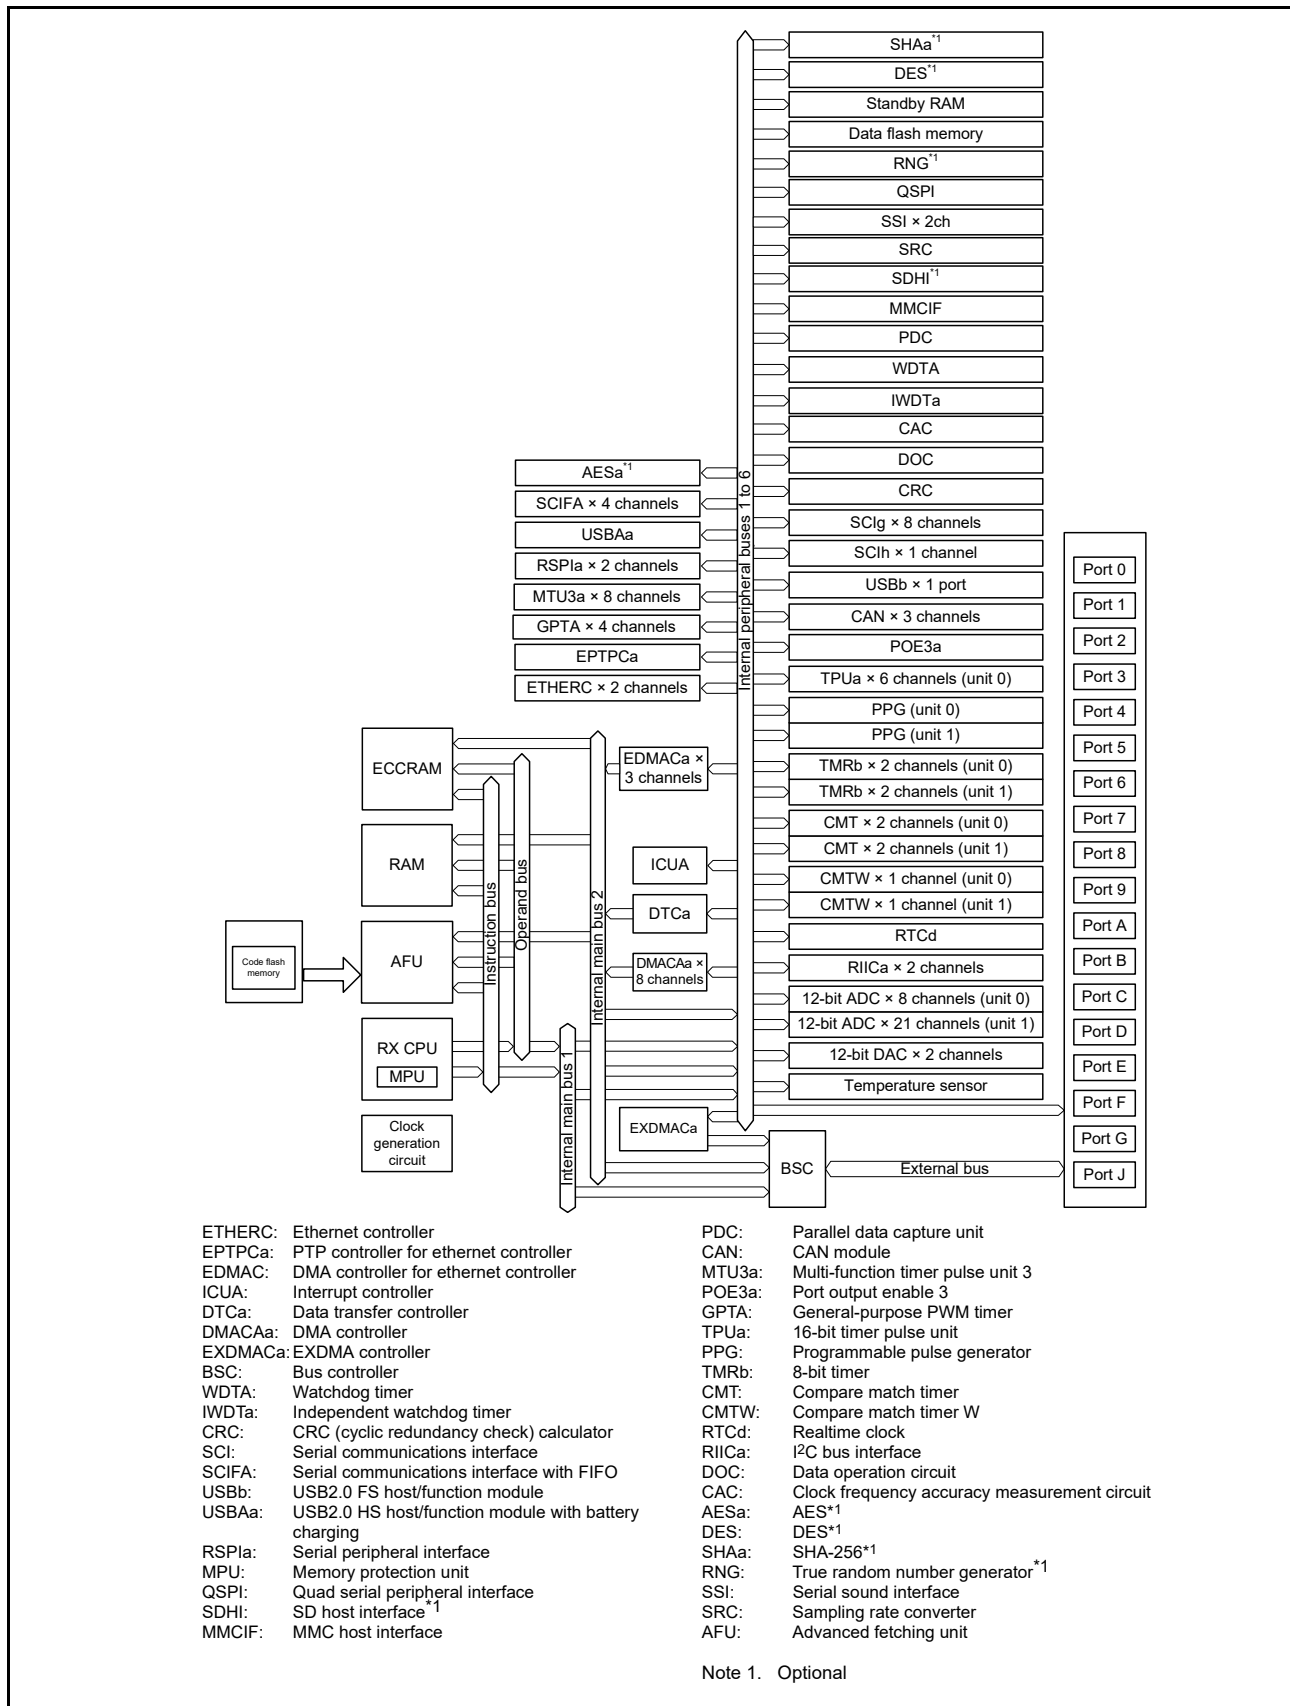 SHAa*1
DES*1
Standby RAM
Data flash memory
RNG*1
QSPI
SSI × 2ch
SRC
SDHI*1
MMCIF
PDC
WDTA
IWDTa
CAC
DOC
CRC
SCIg × 8 channels
SCIh × 1 channel
USBb × 1 port
CAN × 3 channels
POE3a
TPUa × 6 channels (unit 0)
PPG (unit 0)
PPG (unit 1)
TMRb × 2 channels (unit 0)
TMRb × 2 channels (unit 1)
CMT × 2 channels (unit 0)
CMT × 2 channels (unit 1)
CMTW × 1 channel (unit 0)
CMTW × 1 channel (unit 1)
RTCd
RIICa × 2 channels
12-bit ADC × 8 channels (unit 0)
12-bit ADC × 21 channels (unit 1)
12-bit DAC × 2 channels
Temperature sensor
Internal peripheral buses 1 to 6
AESa*1
SCIFA × 4 channels
USBAa
RSPIa × 2 channels
MTU3a × 8 channels
GPTA × 4 channels
EPTPCa
ETHERC × 2 channels
Port 0
Port 1
Port 2
Port 3
Port 4
Port 5
Port 6
Port 7
Port 8
Port 9
Port A
Port B
Port C
Port D
Port E
Port F
Port G
Port J
ECCRAM
RAM
AFU
Code flash
memory
RX CPU
MPU
Clock
generation
circuit
Instruction bus
Operand bus
Internal main bus 1
Internal main bus 2
EDMACa ×
3 channels
ICUA
DTCa
DMACAa ×
8 channels
EXDMACa
BSC
External bus
ETHERC: Ethernet controller
EPTPCa: PTP controller for ethernet controller
EDMAC: DMA controller for ethernet controller
ICUA: Interrupt controller
DTCa: Data transfer controller
DMACAa: DMA controller
EXDMACa: EXDMA controller
BSC: Bus controller
WDTA: Watchdog timer
IWDTa: Independent watchdog timer
CRC: CRC (cyclic redundancy check) calculator
SCI: Serial communications interface
SCIFA: Serial communications interface with FIFO
USBb: USB2.0 FS host/function module
USBAa: USB2.0 HS host/function module with battery
charging
RSPIa: Serial peripheral interface
MPU: Memory protection unit
QSPI: Quad serial peripheral interface
SDHI: SD host interface*1
MMCIF: MMC host interface
PDC: Parallel data capture unit
CAN: CAN module
MTU3a: Multi-function timer pulse unit 3
POE3a: Port output enable 3
GPTA: General-purpose PWM timer
TPUa: 16-bit timer pulse unit
PPG: Programmable pulse generator
TMRb: 8-bit timer
CMT: Compare match timer
CMTW: Compare match timer W
RTCd: Realtime clock
RIICa: I2C bus interface
DOC: Data operation circuit
CAC: Clock frequency accuracy measurement circuit
AESa: AES*1
DES: DES*1
SHAa: SHA-256*1
RNG: True random number generator*1
SSI: Serial sound interface
SRC: Sampling rate converter
AFU: Advanced fetching unit
Note 1. Optional